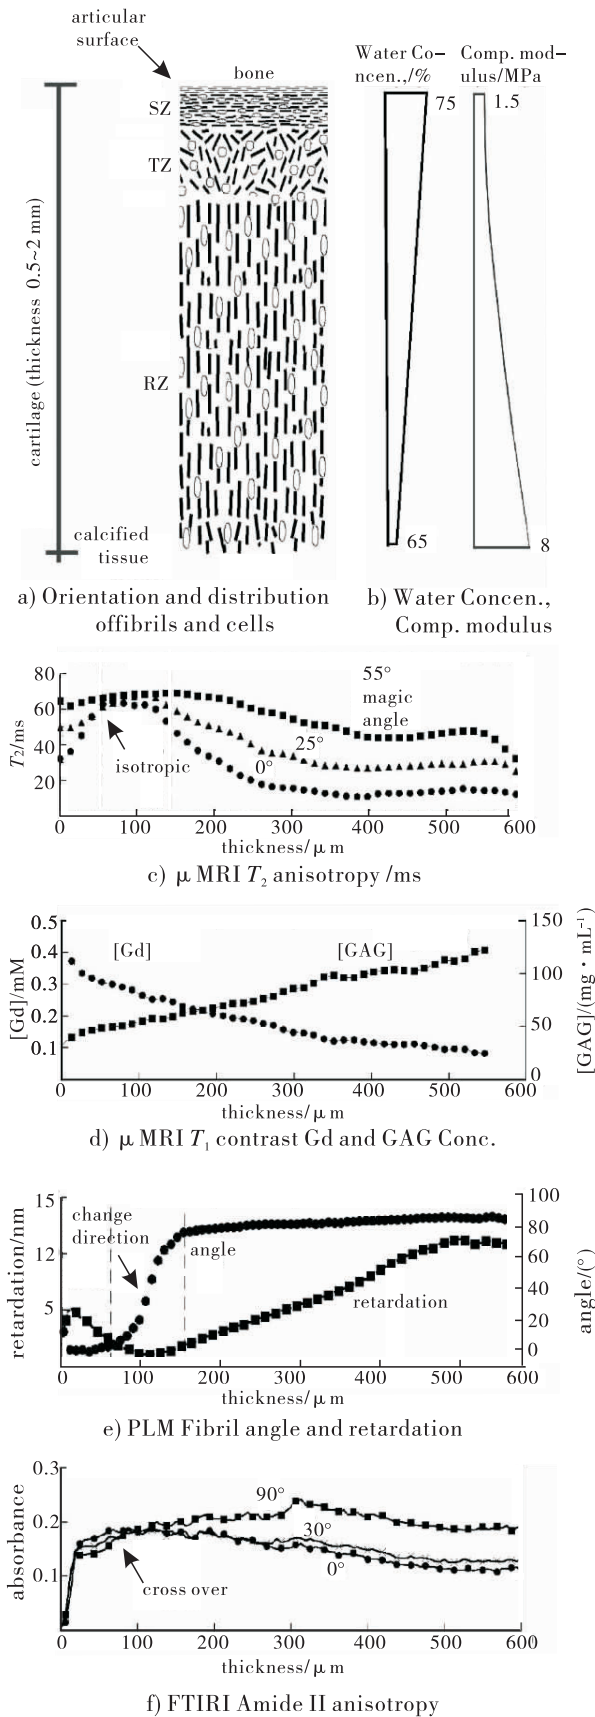 articular
surface
bone
SZ
TZ
RZ
cartilage (thickness 0.5~2 mm)
calcified
tissue
Water Co-
ncen.,/%
75
65
Comp. mod-
ulus/MPa
1.5
8
a) Orientation and distribution
offibrils and cells
b) Water Concen.,
Comp. modulus
80
60
40
20
T2/ms
isotropic
55°
magic
angle
25°
0°
0 100 200 300 400 500 600
thickness/μm
c) μ MRI T2 anisotropy /ms
0.5
0.4
0.3
0.2
0.1
[Gd]/mM
[Gd]
[GAG]
150
100
50
0
[GAG]/(mg · mL-1)
0 100 200 300 400 500 600
thickness/μm
d) μ MRI T1 contrast Gd and GAG Conc.
15
12
5
retardation/nm
change
direction
angle
retardation
100
80
60
40
20
0
angle/(°)
0 100 200 300 400 500 600
thickness/μm
e) PLM Fibril angle and retardation
0.3
0.2
0.1
absorbance
90°
30°
0°
cross over
0 100 200 300 400 500 600
thickness/μm
f) FTIRI Amide II anisotropy